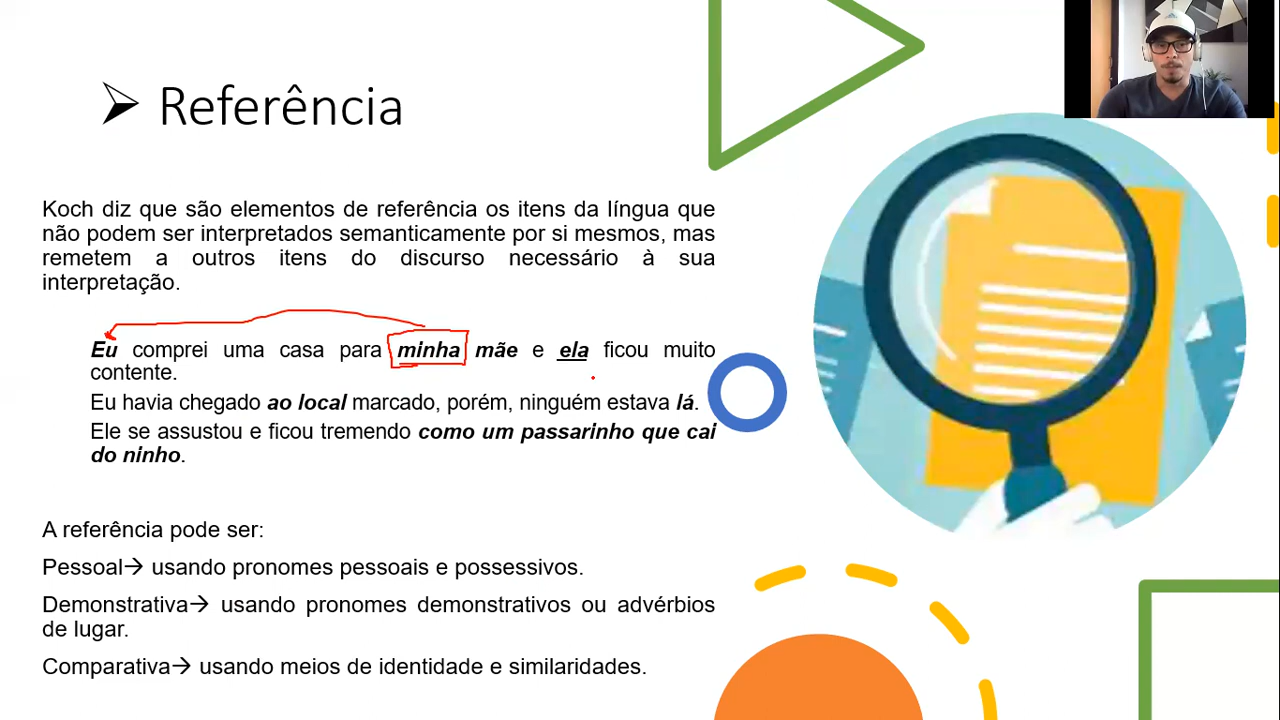 Referência
Koch diz que são elementos de referência os itens da língua que
não podem ser interpretados semanticamente por si mesmos, mas
remetem a outros itens do discurso necessário à sua
interpretação.
Eu comprei uma casa para minha mãe e ela ficou muito
contente.
Eu havia chegado ao local marcado, porém, ninguém estava lá.
Ele se assustou e ficou tremendo como um passarinho que cai
do ninho.
A referência pode ser:
Pessoal→ usando pronomes pessoais e possessivos.
Demonstrativa→ usando pronomes demonstrativos ou advérbios
de lugar.
Comparativa→ usando meios de identidade e similaridades.